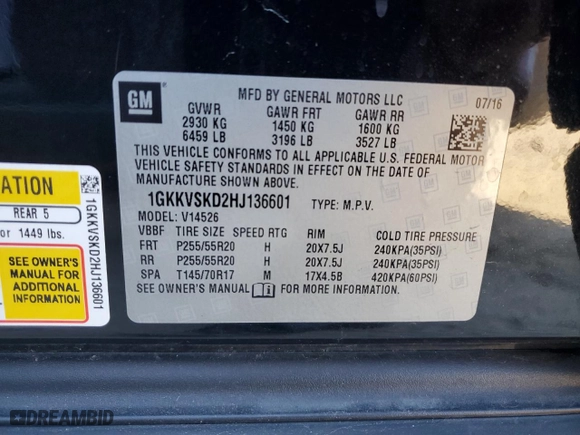 GM
MFD BY GENERAL MOTORS LLC
07/16
GVWR GAWR FRT GAWR RR
2930 KG 1450 KG 1600 KG
6459 LB 3196 LB 3527 LB
THIS VEHICLE CONFORMS TO ALL APPLICABLE U.S. FEDERAL MOTOR
VEHICLE SAFETY STANDARDS IN EFFECT ON THE DATE OF
MANUFACTURE SHOWN ABOVE.
1GKKVSKD2HJ136601 TYPE: M.P.V.
MODEL: V14526
VBBF TIRE SIZE SPEED RTG RIM COLD TIRE PRESSURE
FRT P255/55R20 H 20X7.5J 240KPA(35PSI)
RR P255/55R20 H 20X7.5J 240KPA(35PSI)
SPA T145/70R17 M 17X4.5B 420KPA(60PSI)
SEE OWNER'S MANUAL FOR MORE INFORMATION.
ATION
REAR 5
or 1449 lbs.
SEE OWNER'S
MANUAL FOR
ADDITIONAL
INFORMATION
1GKKVSKD2HJ136601
DREAMBID